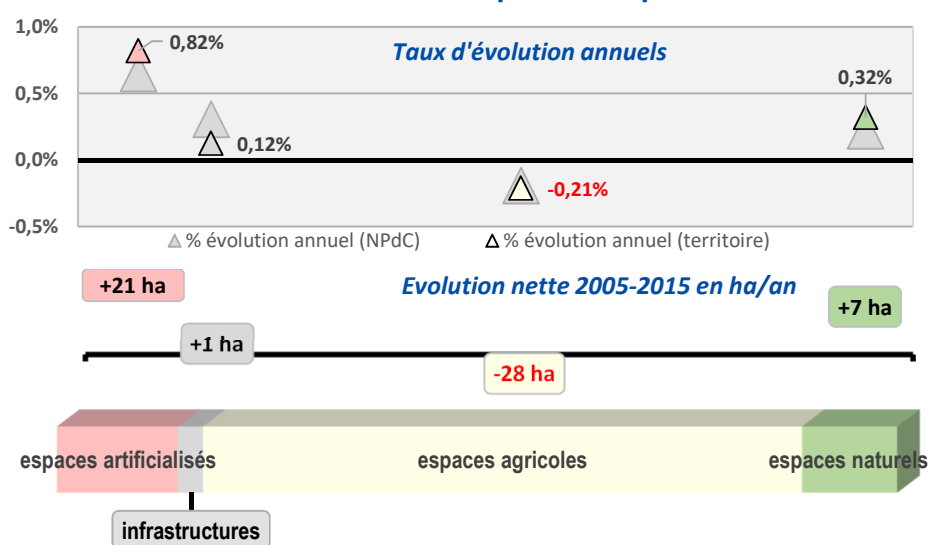 1,0%
Taux d'évolution annuels
0,82%
0,5%
0,32%
0,12%
0,0%
-0,21%
-0,5%
% évolution annuel (NPdC)
% évolution annuel (territoire)
+21 ha
Evolution nette 2005-2015 en ha/an
+7 ha
+1 ha
-28 ha
espaces artificialisés
espaces agricoles
espaces naturels
infrastructures